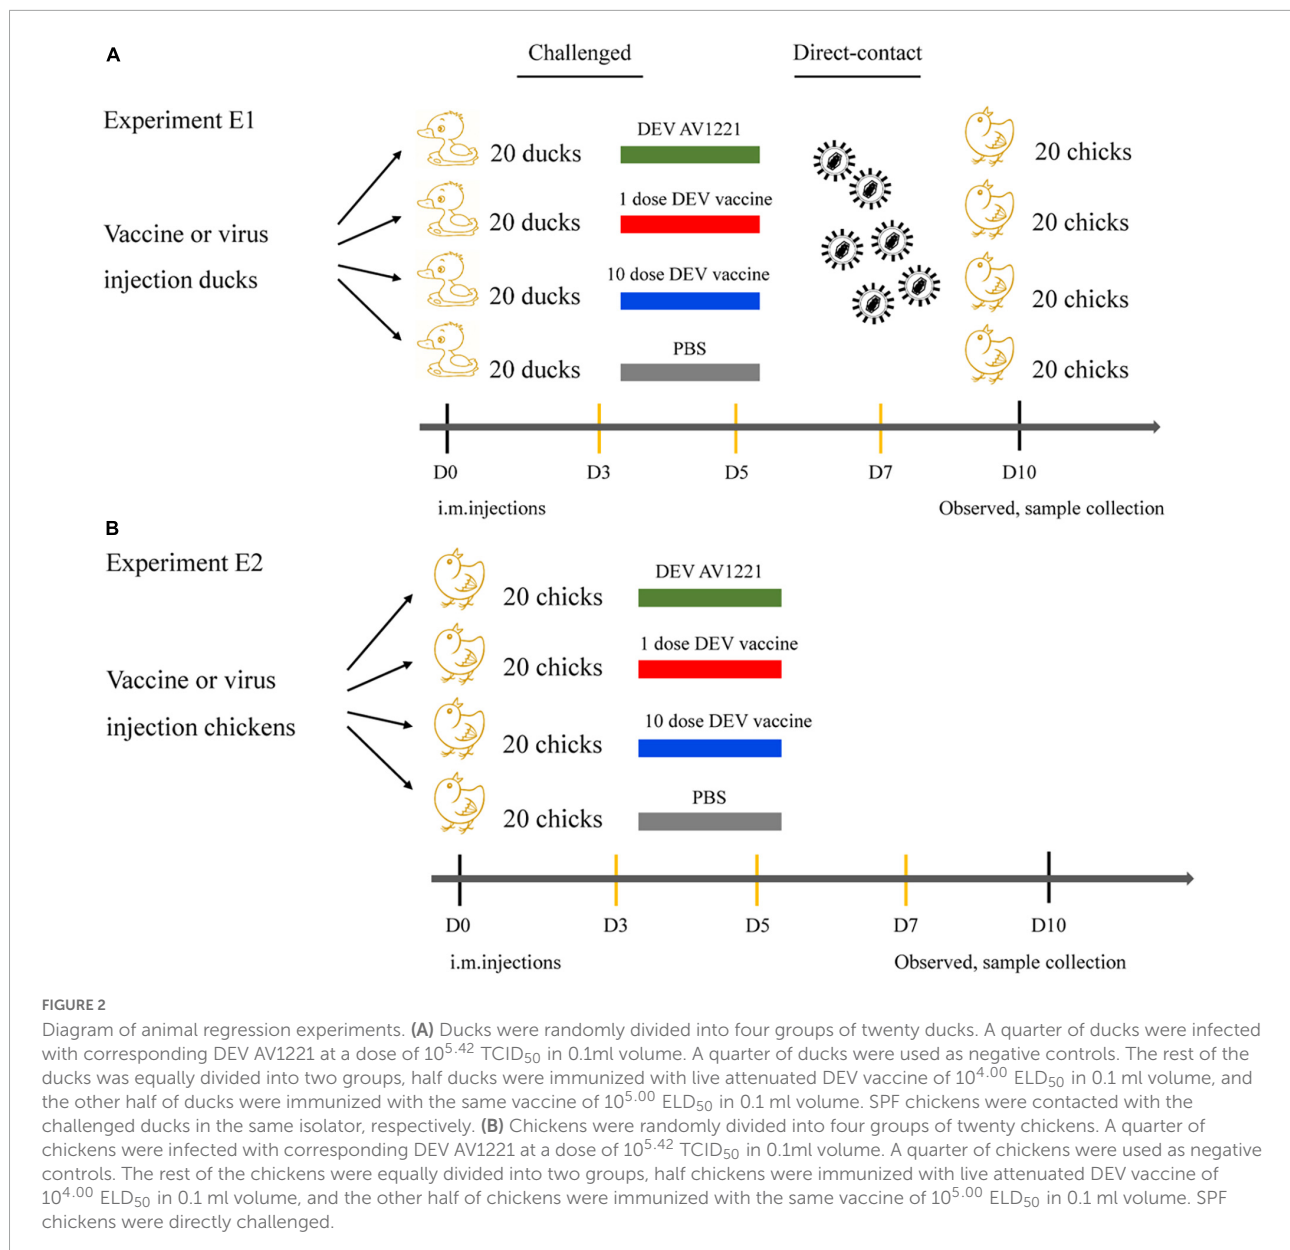 A
Challenged
Direct-contact
Experiment E1
Vaccine or virus
injection ducks
20 ducks
DEV AV1221
20 chicks
20 ducks
1 dose DEV vaccine
20 chicks
20 ducks
10 dose DEV vaccine
20 chicks
20 ducks
PBS
20 chicks
D0 D3 D5 D7 D10
i.m.injections
Observed, sample collection
B
Experiment E2
Vaccine or virus
injection chickens
20 chicks
DEV AV1221
20 chicks
1 dose DEV vaccine
20 chicks
10 dose DEV vaccine
20 chicks
PBS
D0 D3 D5 D7 D10
i.m.injections
Observed, sample collection
FIGURE 2
Diagram of animal regression experiments. (A) Ducks were randomly divided into four groups of twenty ducks. A quarter of ducks were infected
with corresponding DEV AV1221 at a dose of 10^5.42 TCID50 in 0.1ml volume. A quarter of ducks were used as negative controls. The rest of the
ducks was equally divided into two groups, half ducks were immunized with live attenuated DEV vaccine of 10^4.00 ELD50 in 0.1 ml volume, and
the other half of ducks were immunized with the same vaccine of 10^5.00 ELD50 in 0.1 ml volume. SPF chickens were contacted with the
challenged ducks in the same isolator, respectively. (B) Chickens were randomly divided into four groups of twenty chickens. A quarter of
chickens were infected with corresponding DEV AV1221 at a dose of 10^5.42 TCID50 in 0.1ml volume. A quarter of chickens were used as negative
controls. The rest of the chickens were equally divided into two groups, half chickens were immunized with live attenuated DEV vaccine of
10^4.00 ELD50 in 0.1 ml volume, and the other half of chickens were immunized with the same vaccine of 10^5.00 ELD50 in 0.1 ml volume. SPF
chickens were directly challenged.